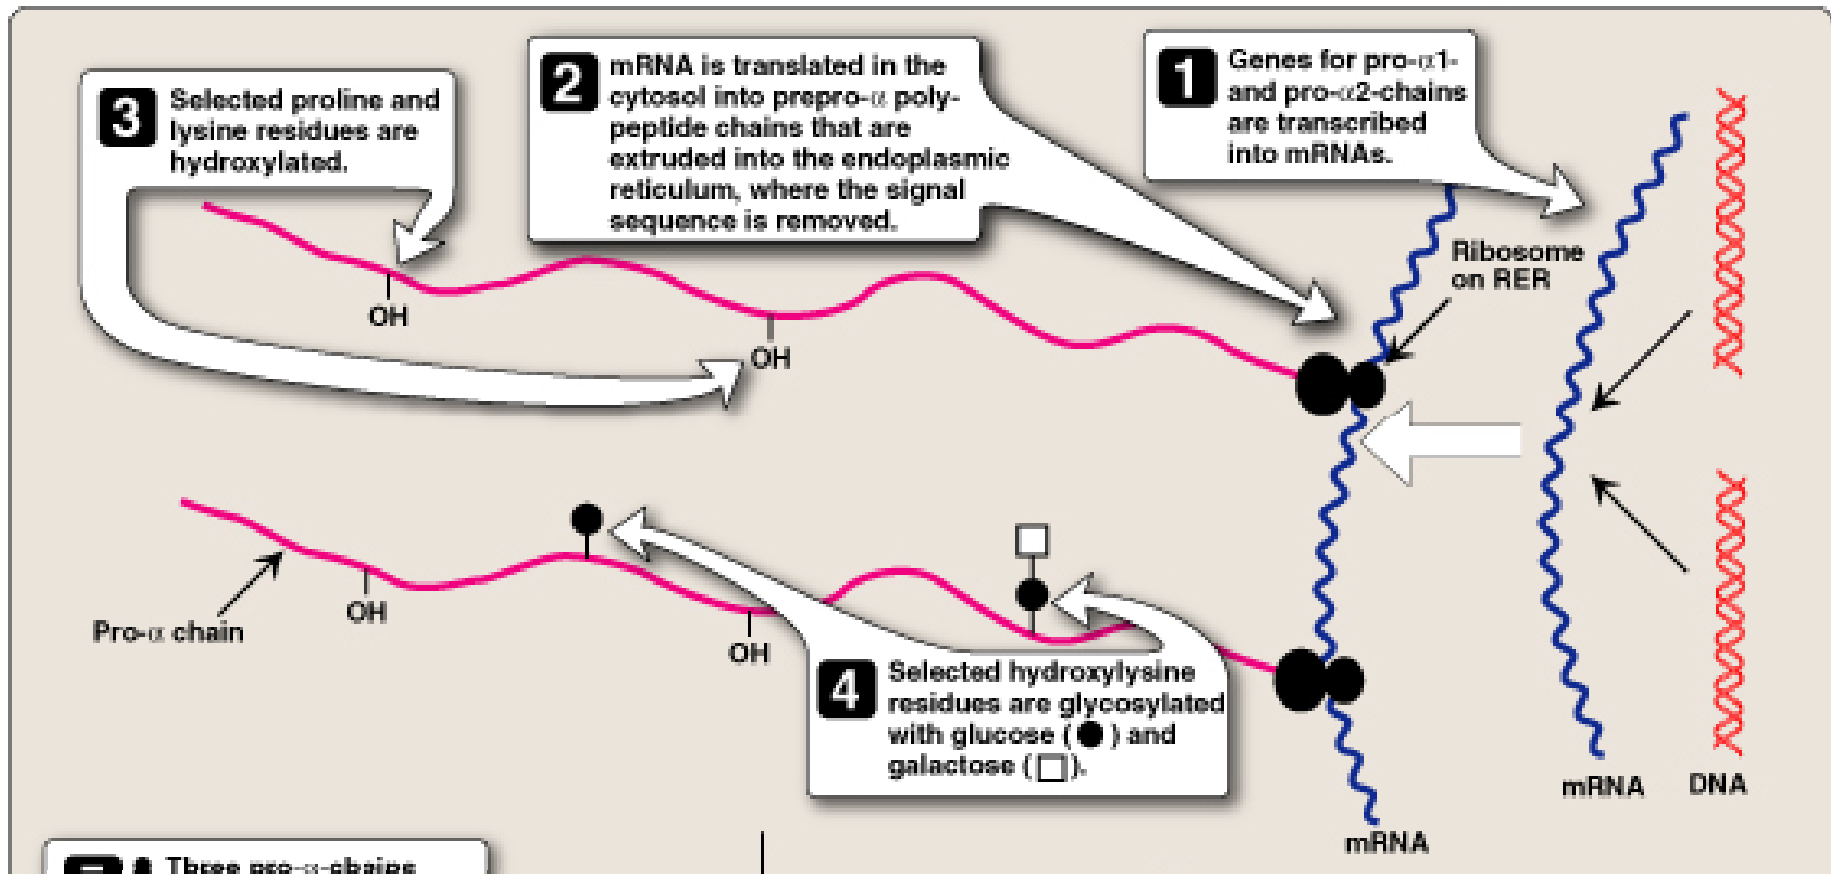 1
Genes for pro-α1-
and pro-α2-chains
are transcribed
into mRNAs.
2
mRNA is translated in the
cytosol into prepro-α poly-
peptide chains that are
extruded into the endoplasmic
reticulum, where the signal
sequence is removed.
3
Selected proline and
lysine residues are
hydroxylated.
Ribosome
on RER
OH
OH
Pro-α chain
OH
OH
4
Selected hydroxylysine
residues are glycosylated
with glucose (●) and
galactose (□).
mRNA
DNA
mRNA
Three pro-α-chains